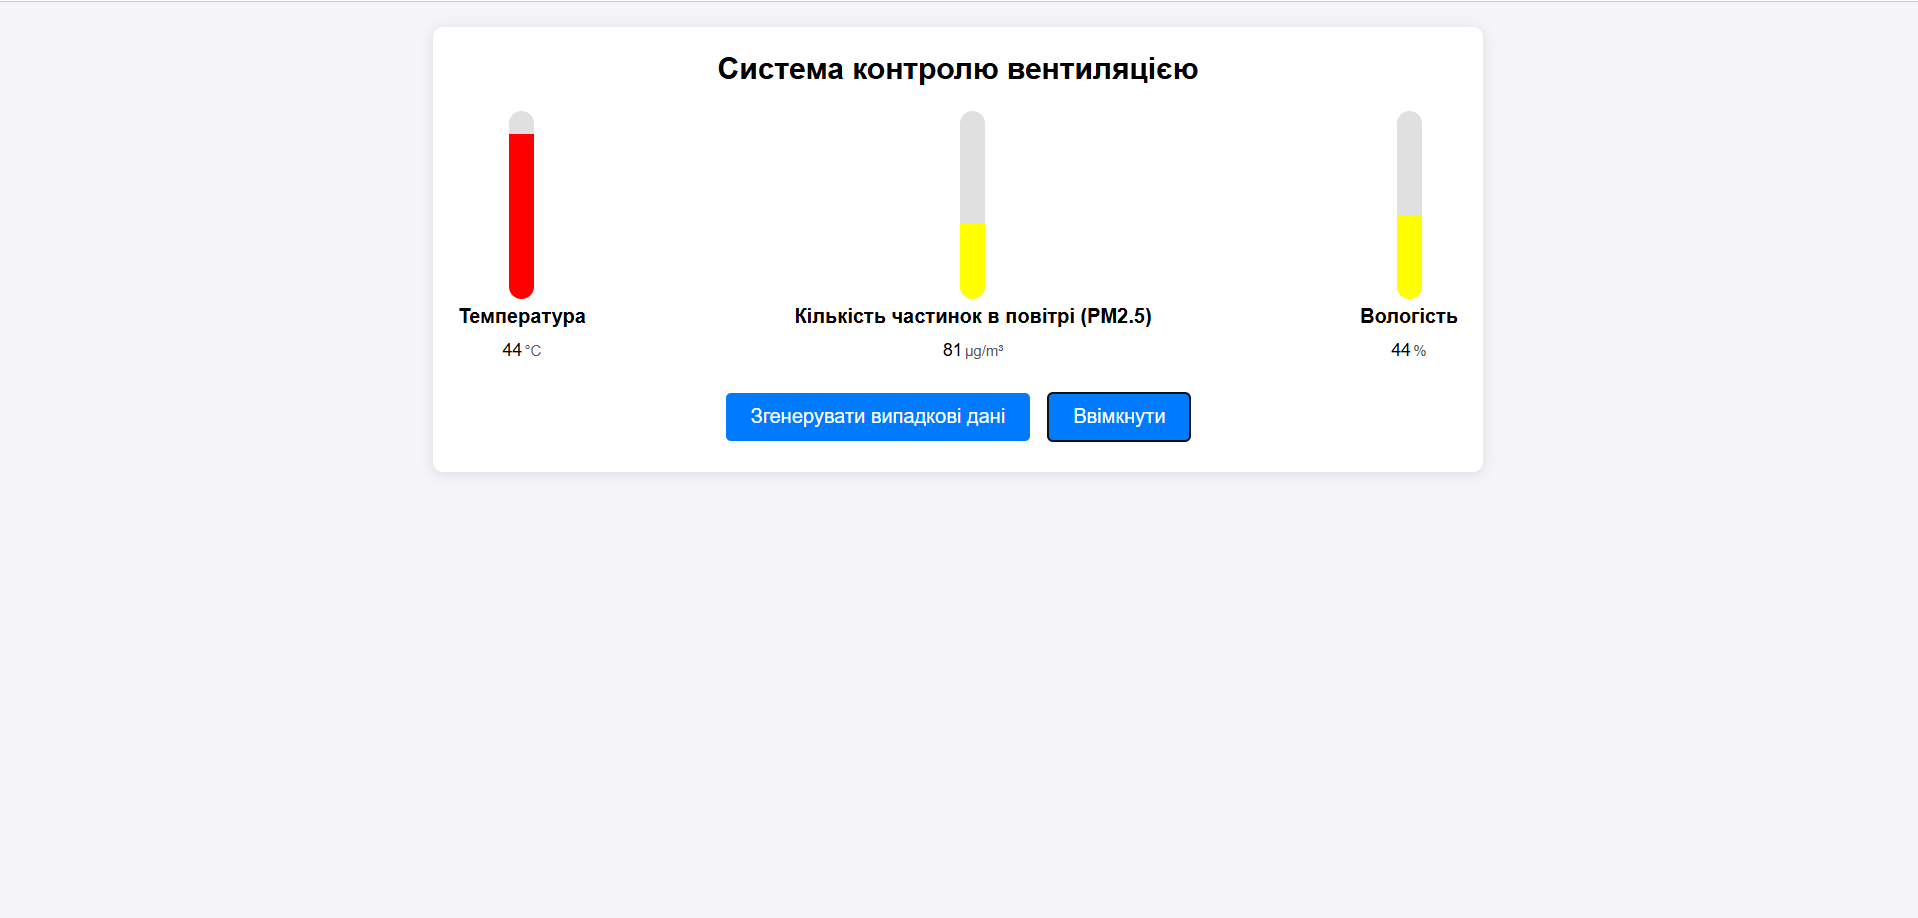 Система контролю вентиляцією
Температура
44 °C
Кількість частинок в повітрі (PM2.5)
81 µg/m³
Вологість
44 %
Згенерувати випадкові дані
Ввімкнути